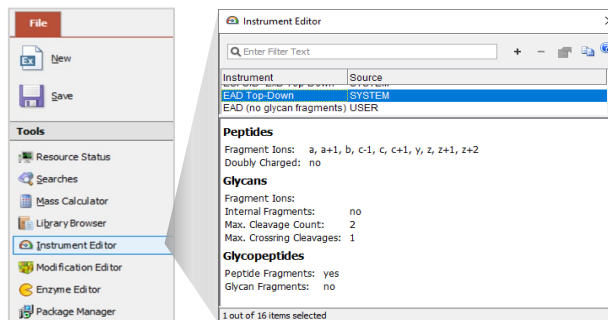 File
New
Save
Tools
Resource Status
Searches
Mass Calculator
Library Browser
Instrument Editor
Modification Editor
Enzyme Editor
Package Manager
Instrument Editor
Enter Filter Text
Instrument Source
EAD Top-Down SYSTEM
EAD (no glycan fragments) USER
Peptides
Fragment Ions: a, a+1, b, c-1, c, c+1, y, z, z+1, z+2
Doubly Charged: no
Glycans
Fragment Ions:
Internal Fragments: no
Max. Cleavage Count: 2
Max. Crossring Cleavages: 1
Glycopeptides
Peptide Fragments: yes
Glycan Fragments: no
1 out of 16 items selected